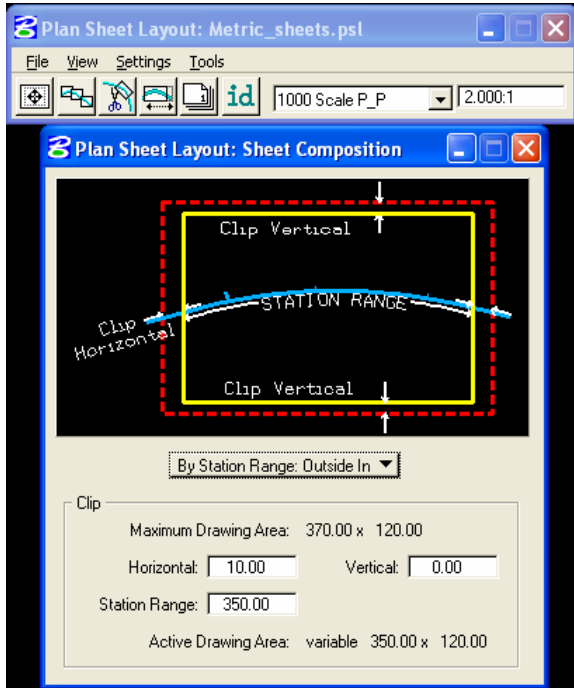 Plan Sheet Layout: Metric_sheets.psl
File View Settings Tools
1 id 1000 Scale P_P 2.000:1
Plan Sheet Layout: Sheet Composition
Clip Vertical
STATION RANGE
Clip
Horizontal
Clip Vertical
By Station Range: Outside In
Clip
Maximum Drawing Area: 370.00 x 120.00
Horizontal: 10.00 Vertical: 0.00
Station Range: 350.00
Active Drawing Area: variable 350.00 x 120.00